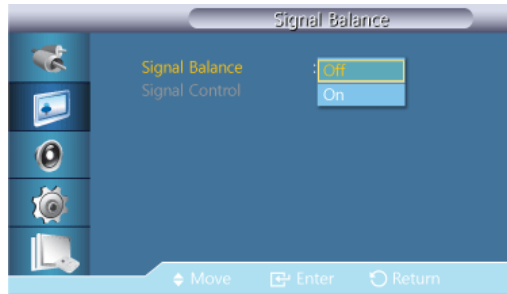 Signal Balance
Signal Balance : Off
Signal Control On
Move Enter Return